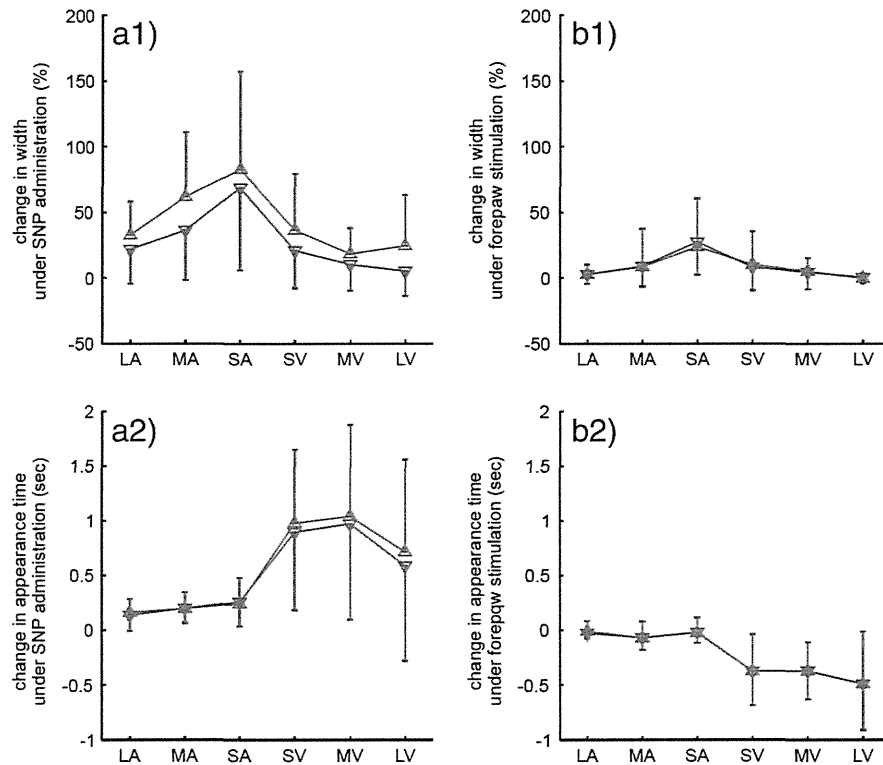 a1)
change in width
under SNP administration (%)
200
150
100
50
0
-50
LA MA SA SV MV LV
b1)
change in width
under forepaw stimulation (%)
200
150
100
50
0
-50
LA MA SA SV MV LV
a2)
change in appearance time
under SNP administration (sec)
2
1.5
1
0.5
0
-0.5
-1
LA MA SA SV MV LV
b2)
change in appearance time
under forepqw stimulation (sec)
2
1.5
1
0.5
0
-0.5
-1
LA MA SA SV MV LV